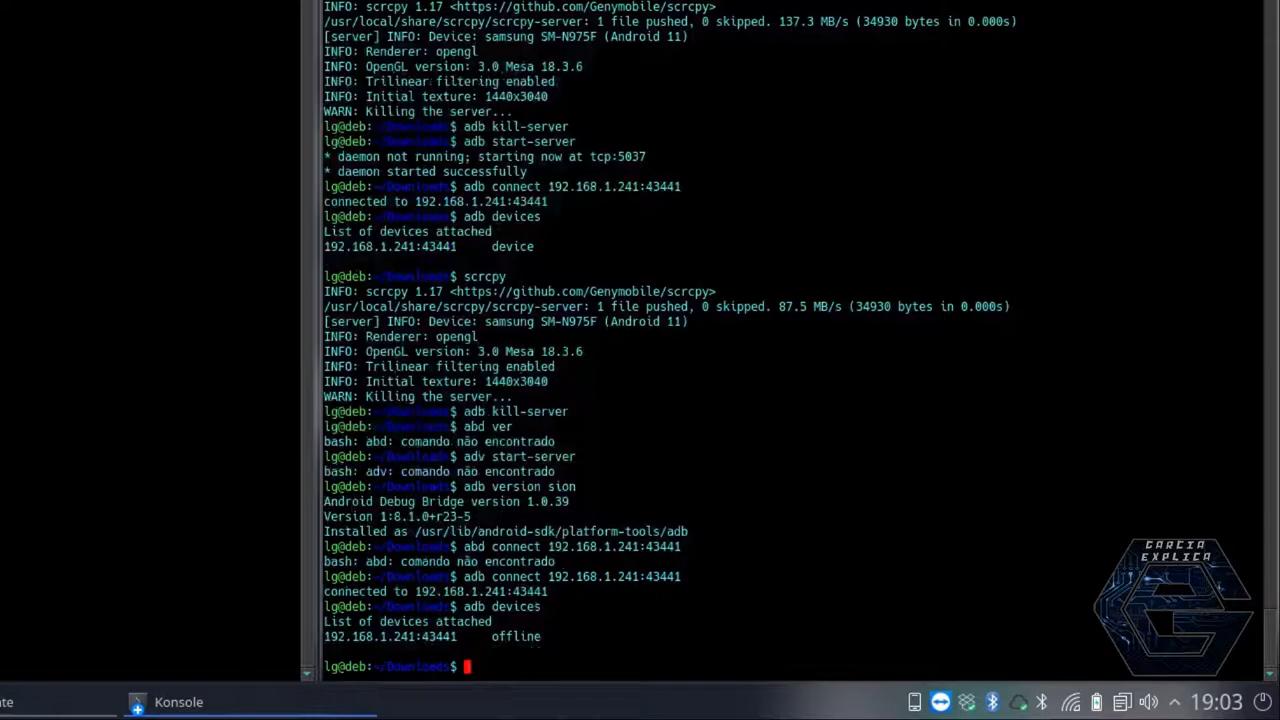 INFO: scrcpy 1.17 <https://github.com/Genymobile/scrcpy>
/usr/local/share/scrcpy/scrcpy-server: 1 file pushed, 0 skipped. 137.3 MB/s (34930 bytes in 0.000s)
[server] INFO: Device: samsung SM-N975F (Android 11)
INFO: Renderer: opengl
INFO: OpenGL version: 3.0 Mesa 18.3.6
INFO: Trilinear filtering enabled
INFO: Initial texture: 1440x3040
WARN: Killing the server...
lg@deb:~/Downloads$ adb kill-server
lg@deb:~/Downloads$ adb start-server
* daemon not running; starting now at tcp:5037
* daemon started successfully
lg@deb:~/Downloads$ adb connect 192.168.1.241:43441
connected to 192.168.1.241:43441
lg@deb:~/Downloads$ adb devices
List of devices attached
192.168.1.241:43441 device
lg@deb:~/Downloads$ scrcpy
INFO: scrcpy 1.17 <https://github.com/Genymobile/scrcpy>
/usr/local/share/scrcpy/scrcpy-server: 1 file pushed, 0 skipped. 87.5 MB/s (34930 bytes in 0.000s)
[server] INFO: Device: samsung SM-N975F (Android 11)
INFO: Renderer: opengl
INFO: OpenGL version: 3.0 Mesa 18.3.6
INFO: Trilinear filtering enabled
INFO: Initial texture: 1440x3040
WARN: Killing the server...
lg@deb:~/Downloads$ adb kill-server
lg@deb:~/Downloads$ abd ver
bash: abd: comando não encontrado
lg@deb:~/Downloads$ adv start-server
bash: adv: comando não encontrado
lg@deb:~/Downloads$ adb version sion
Android Debug Bridge version 1.0.39
Version 1:8.1.0+r23-5
Installed as /usr/lib/android-sdk/platform-tools/adb
lg@deb:~/Downloads$ abd connect 192.168.1.241:43441
bash: abd: comando não encontrado
lg@deb:~/Downloads$ adb connect 192.168.1.241:43441
connected to 192.168.1.241:43441
lg@deb:~/Downloads$ adb devices
List of devices attached
192.168.1.241:43441 offline
lg@deb:~/Downloads$
GARCIA
EXPLICA
te
Konsole
19:03